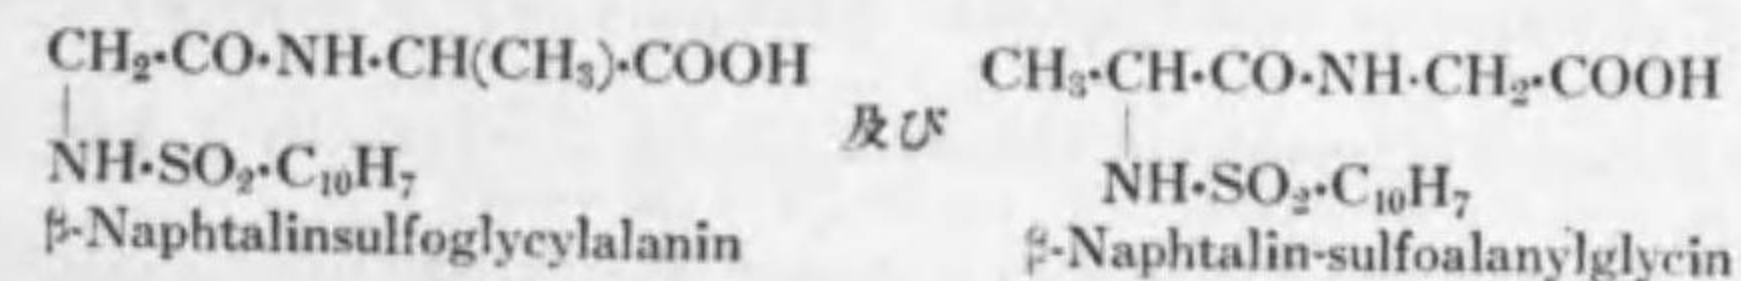 CH₂·CO·NH·CH(CH₃)·COOH
|
NH·SO₂·C₁₀H₇
β-Naphtalinsulfoglycylalanin
及び
CH₃·CH·CO·NH·CH₂·COOH
|
NH·SO₂·C₁₀H₇
β-Naphtalin-sulfoalanylglycin